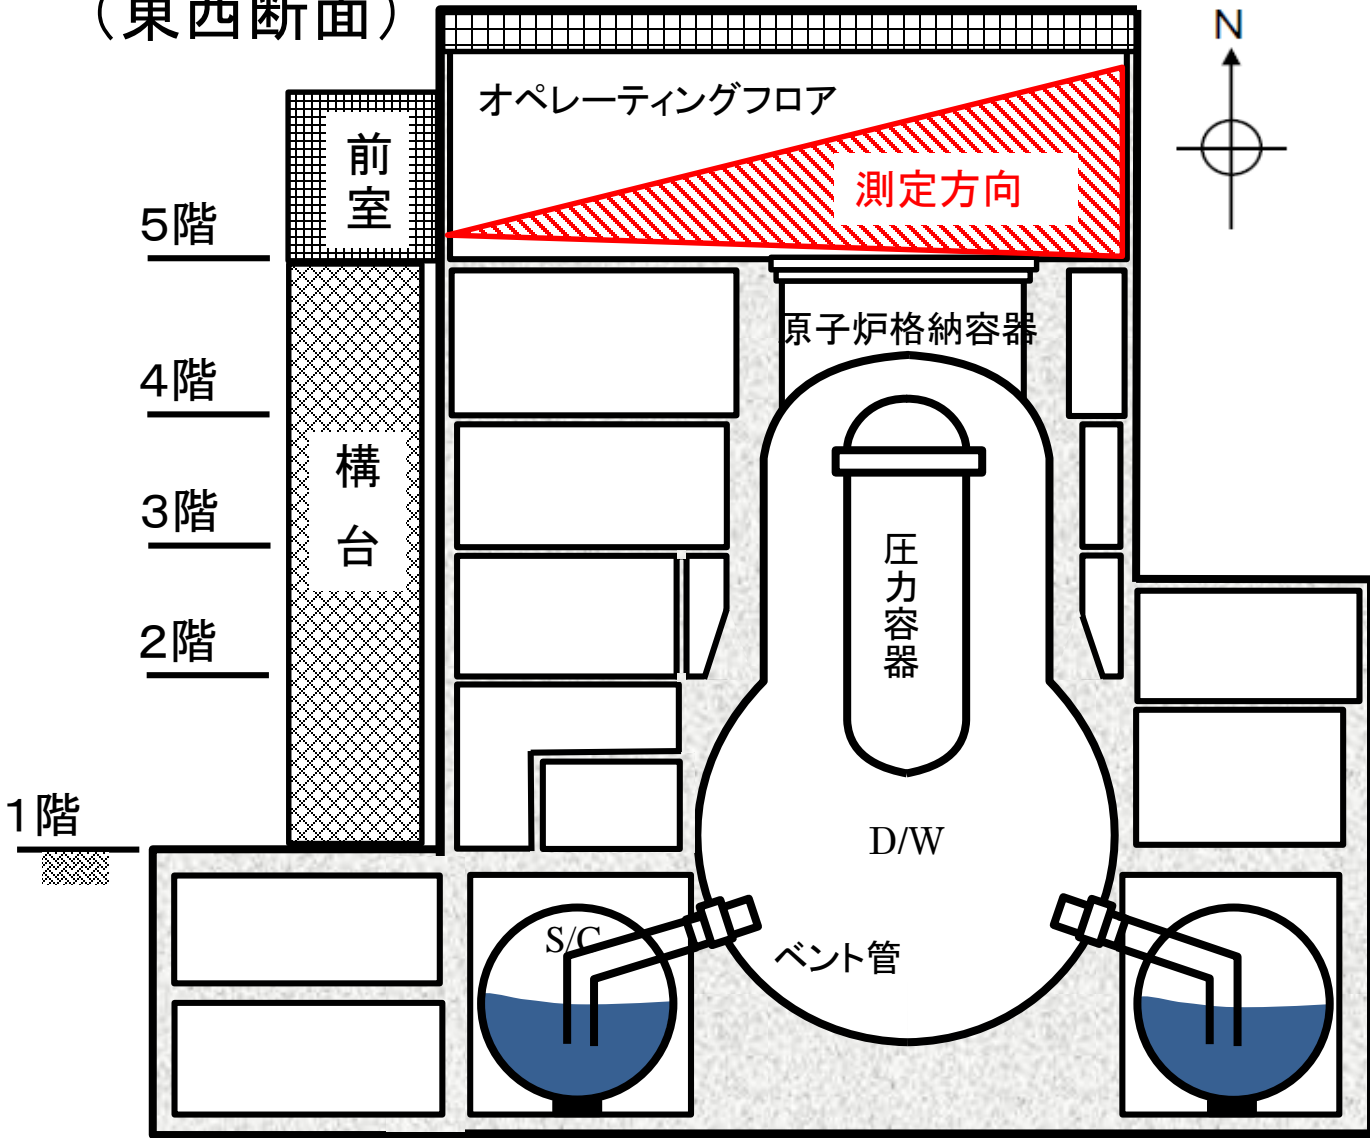 （東西断面）
N
オペレーティングフロア
前室
測定方向
5階
原子炉格納容器
4階
構台
3階
圧力容器
2階
1階
D/W
S/C
ベント管